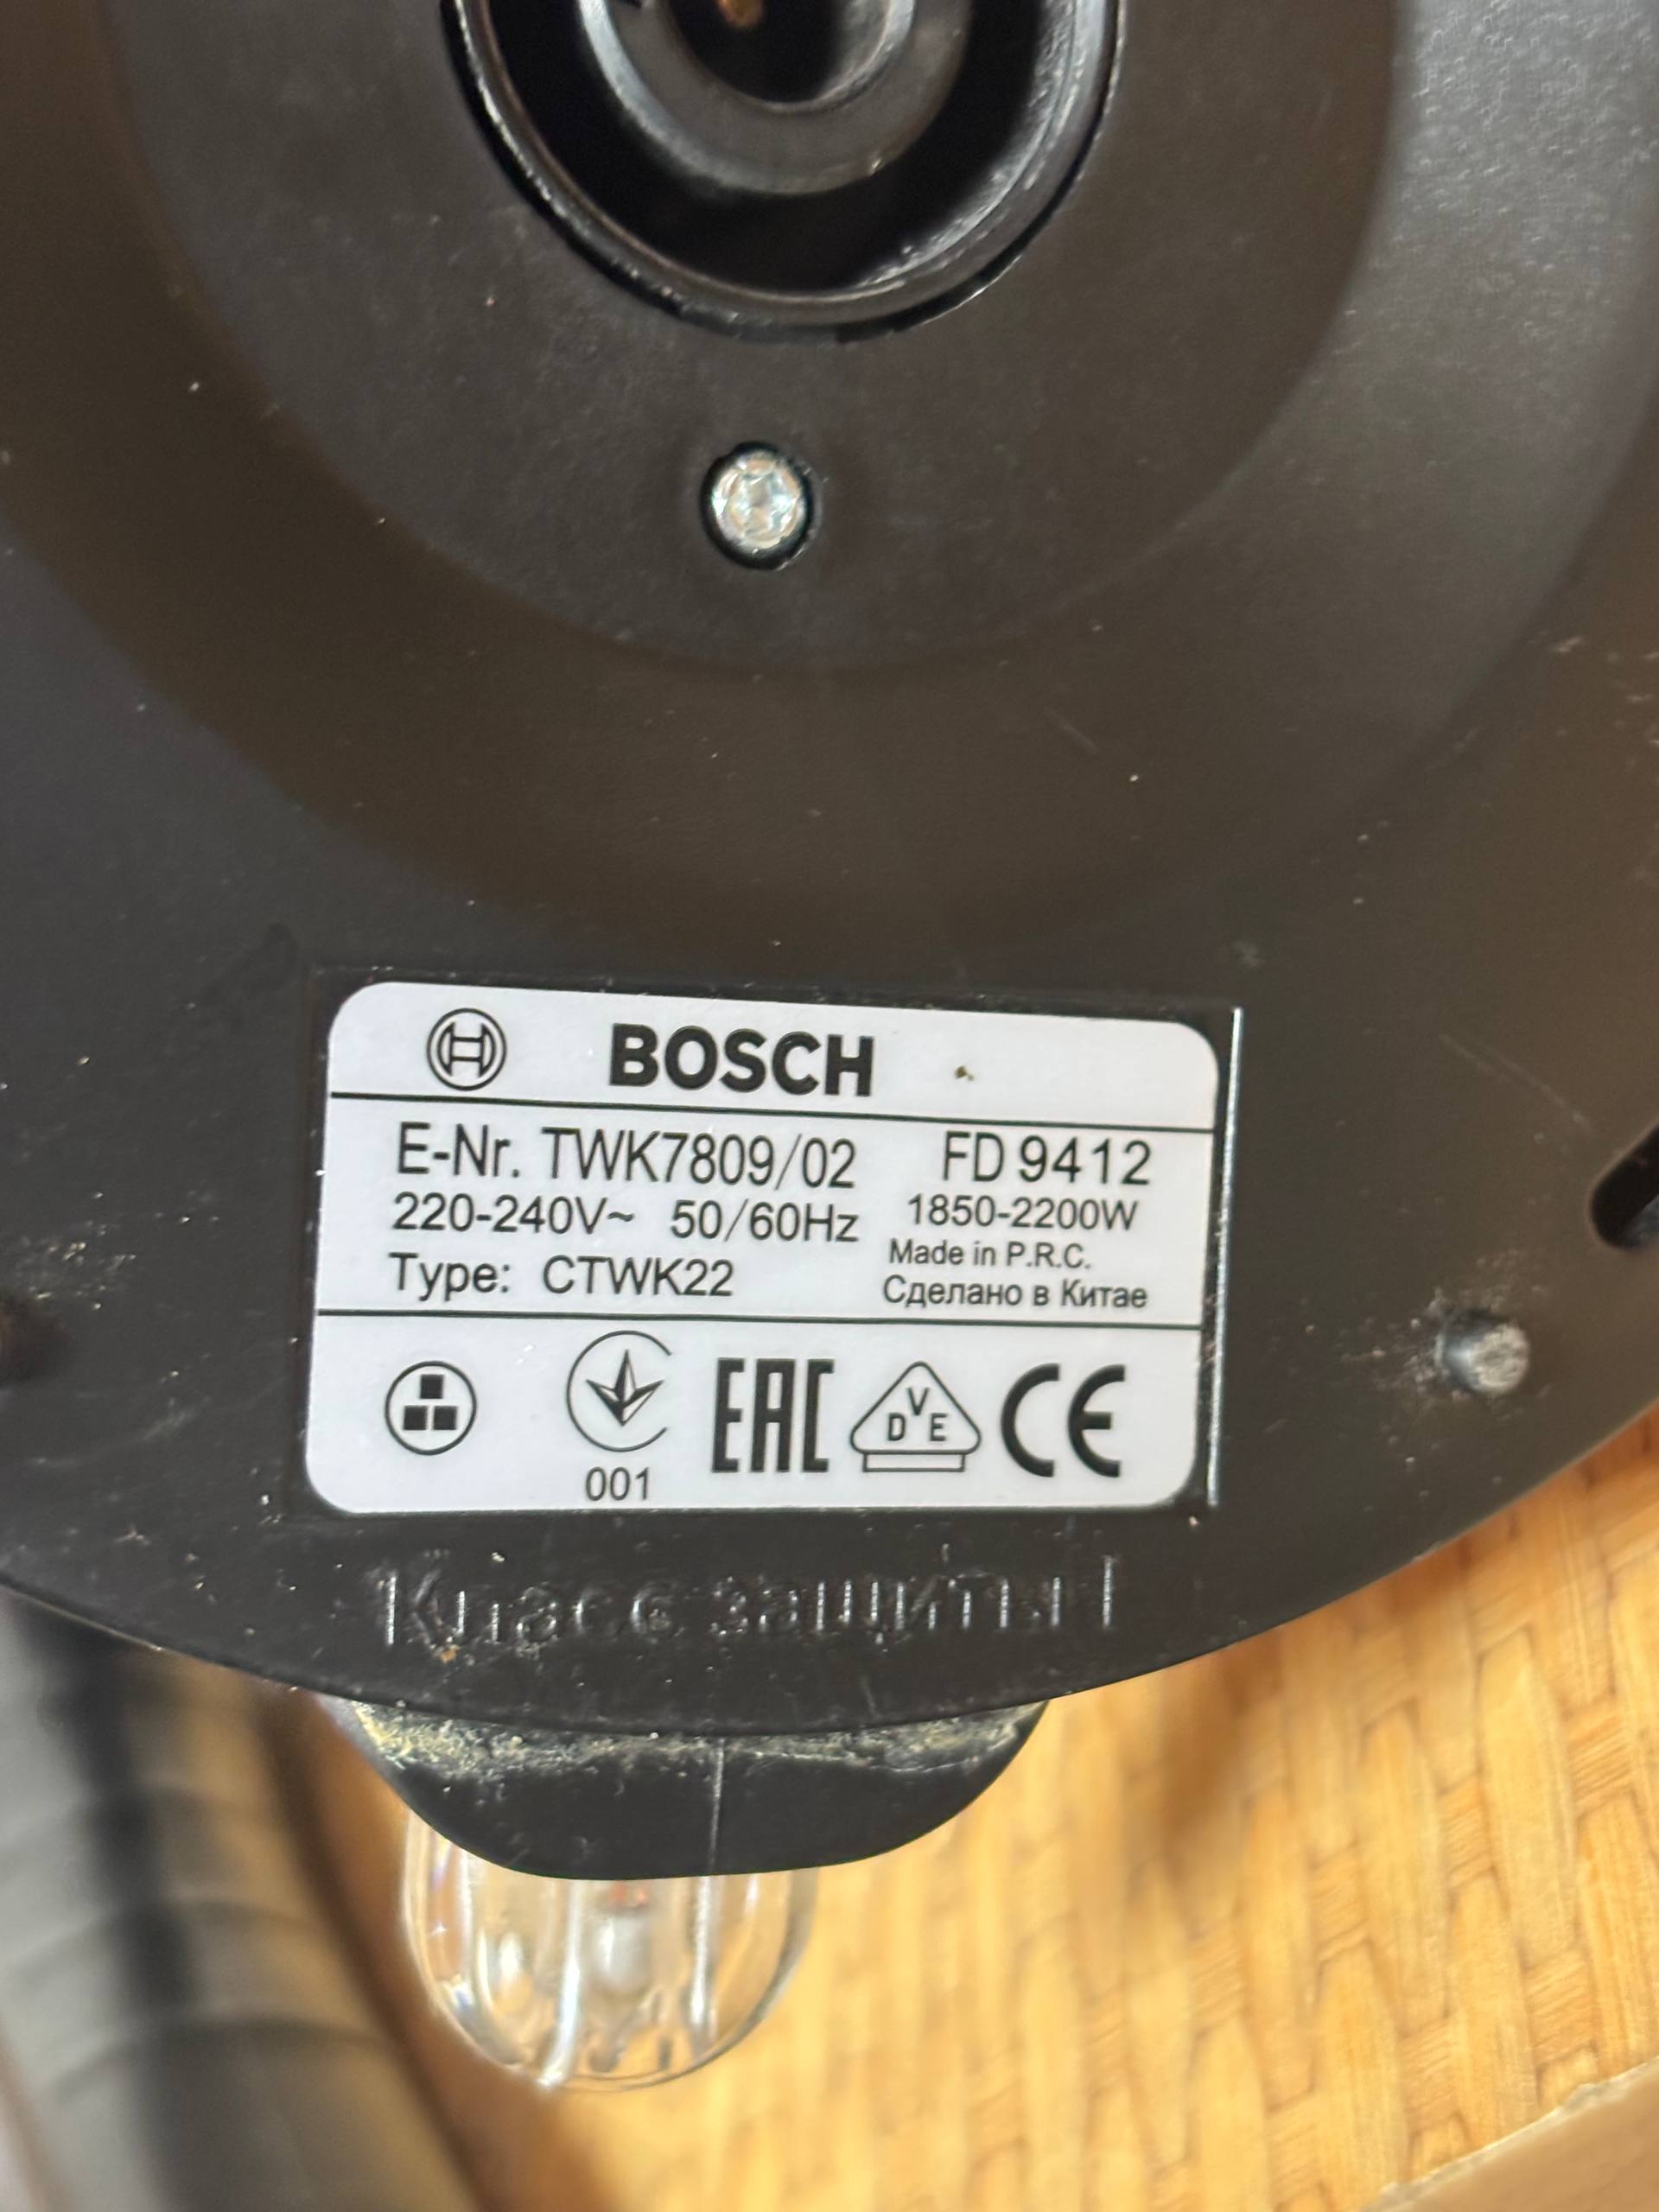 BOSCH
E-Nr. TWK7809/02 FD 9412
220-240V~ 50/60Hz 1850-2200W
Type: CTWK22 Made in P.R.C.
Сделано в Китае
001 EAC DVE CE
Класс защиты I